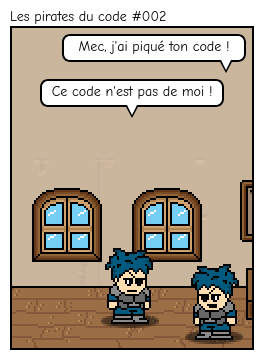 Les pirates du code #002
Mec, j'ai piqué ton code !
Ce code n'est pas de moi !